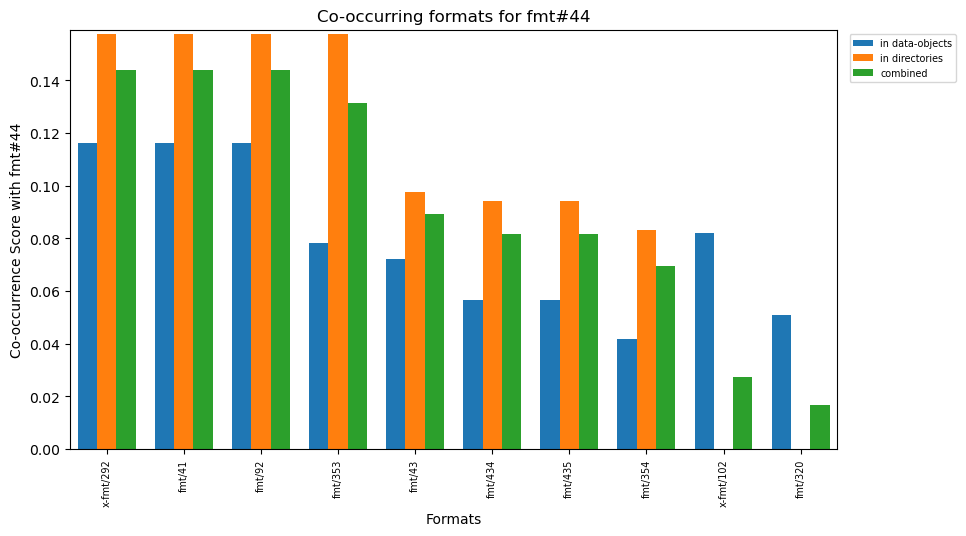 Co-occurring formats for fmt#44
in data-objects
in directories
combined
Co-occurrence Score with fmt#44
0.14
0.12
0.10
0.08
0.06
0.04
0.02
0.00
x-fmt/292
fmt/41
fmt/92
fmt/353
fmt/43
fmt/434
fmt/435
fmt/354
x-fmt/102
fmt/320
Formats